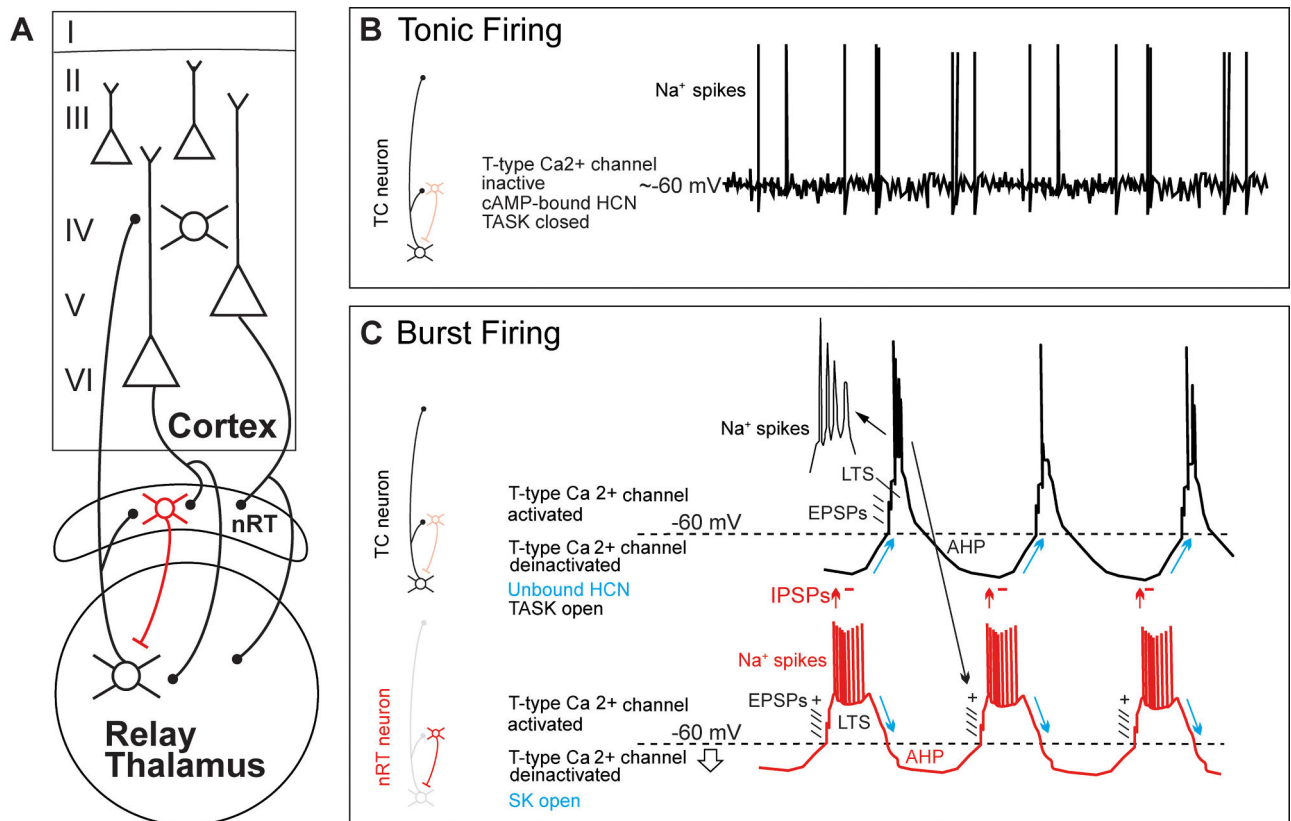 A
I
II
III
IV
V
VI
Cortex
nRT
Relay
Thalamus
B Tonic Firing
TC neuron
Na⁺ spikes
T-type Ca2+ channel
inactive
cAMP-bound HCN
TASK closed
~-60 mV
C Burst Firing
TC neuron
Na⁺ spikes
LTS
EPSPs
T-type Ca 2+ channel
activated
-60 mV
AHP
T-type Ca 2+ channel
deinactivated
Unbound HCN
TASK open
IPSPs
-
-
-
nRT neuron
Na⁺ spikes
EPSPs +
+
+
LTS
T-type Ca 2+ channel
activated
-60 mV
AHP
T-type Ca 2+ channel
deinactivated
SK open